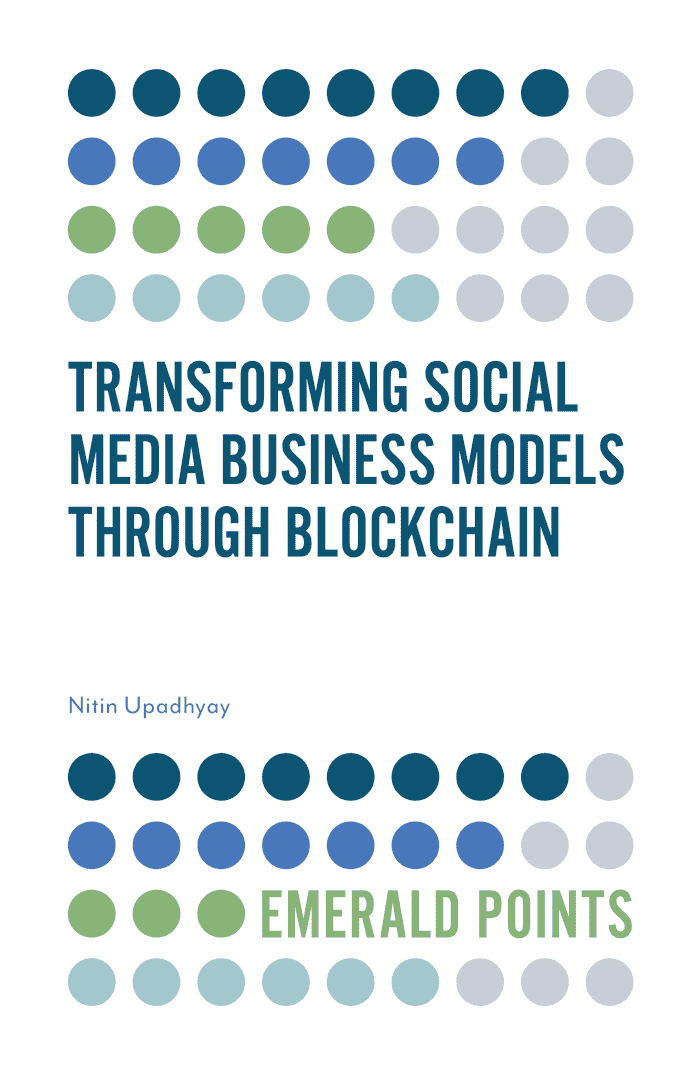 TRANSFORMING SOCIAL
MEDIA BUSINESS MODELS
THROUGH BLOCKCHAIN
Nitin Upadhyay
EMERALD POINTS